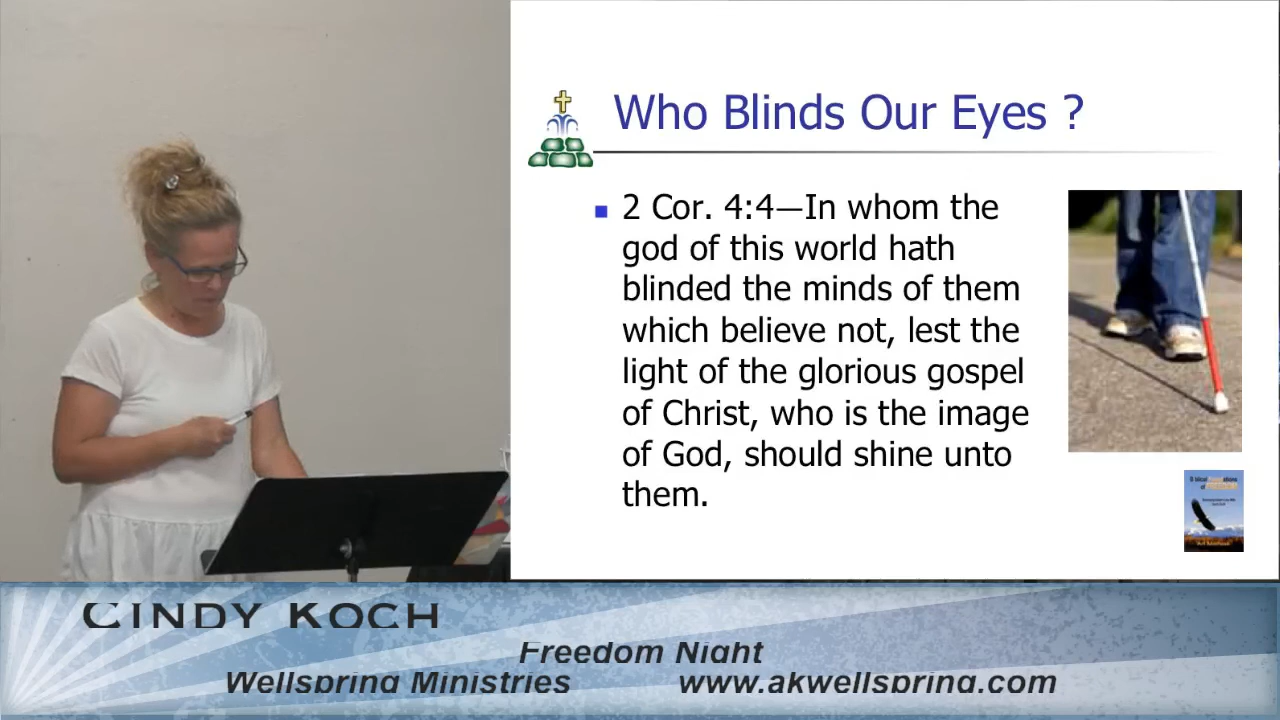 Who Blinds Our Eyes ?
2 Cor. 4:4—In whom the
god of this world hath
blinded the minds of them
which believe not, lest the
light of the glorious gospel
of Christ, who is the image
of God, should shine unto
them.
CINDY KOCH
Freedom Night
Wellspring Ministries www.akwellspring.com